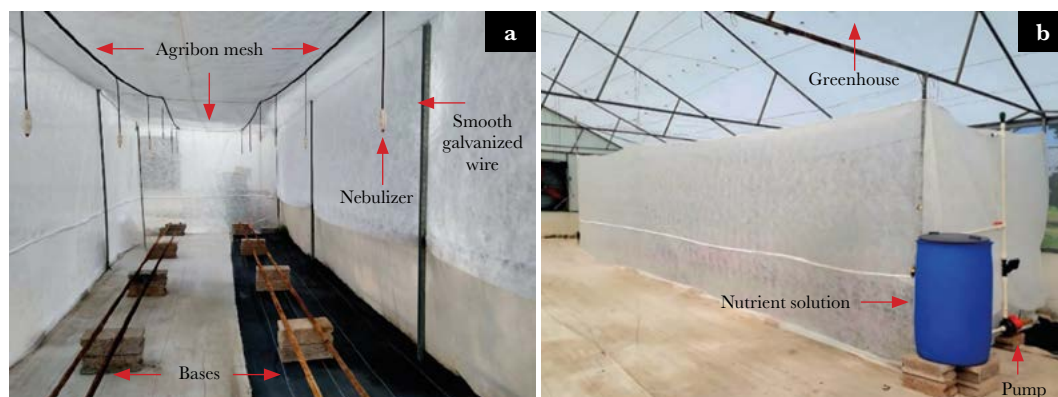 a
Agribon mesh
Smooth
galvanized
wire
Nebulizer
Bases
b
Greenhouse
Nutrient solution
Pump